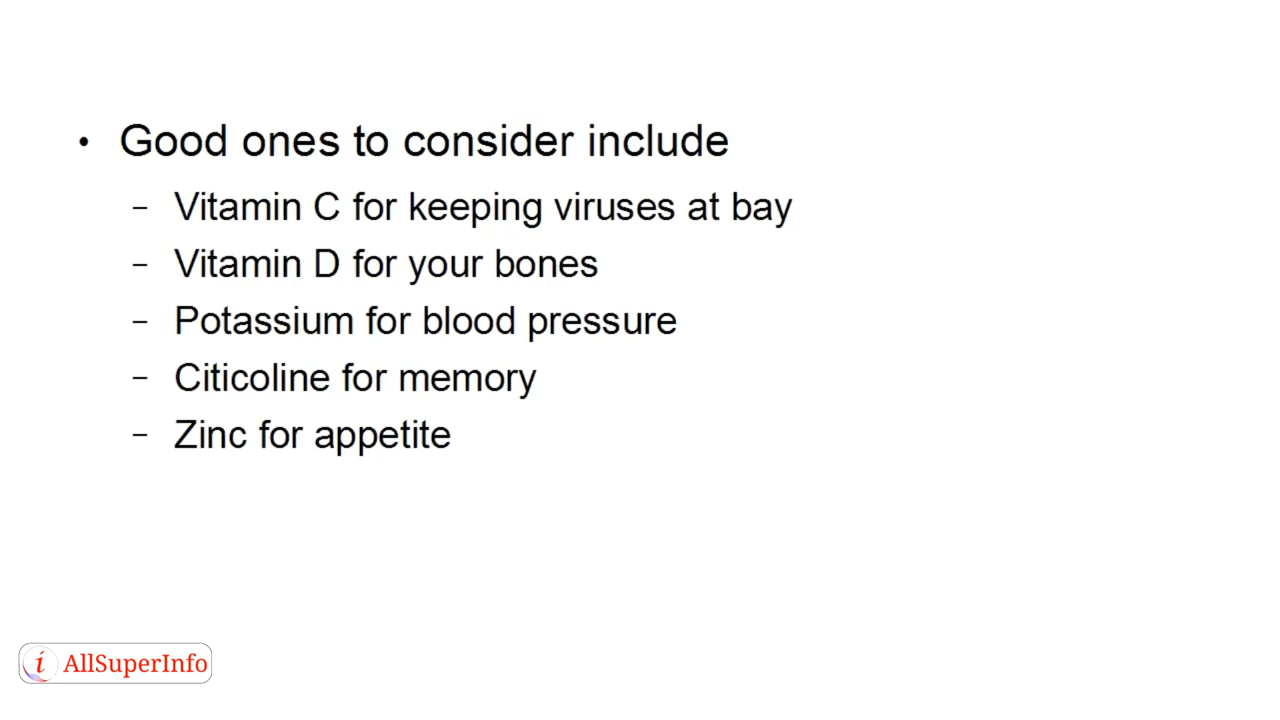 • Good ones to consider include
– Vitamin C for keeping viruses at bay
– Vitamin D for your bones
– Potassium for blood pressure
– Citicoline for memory
– Zinc for appetite
i AllSuperInfo